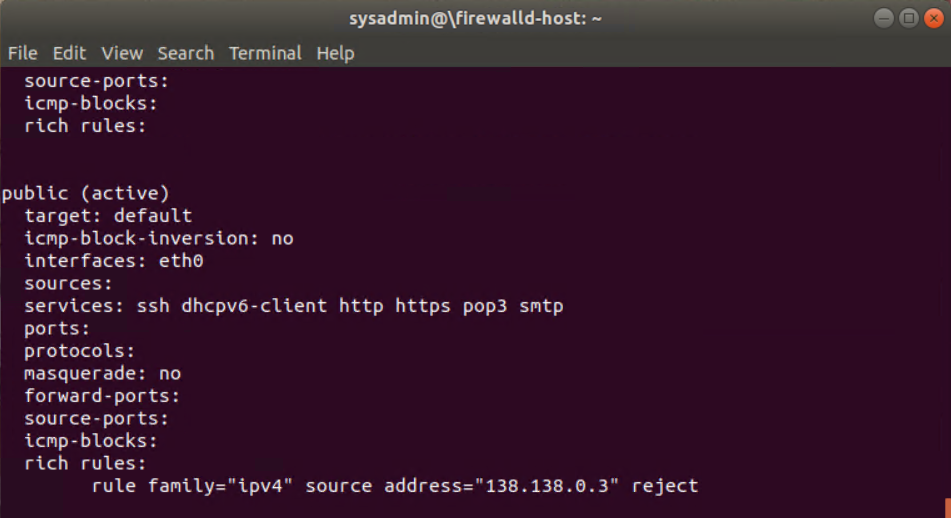 sysadmin@\firewalld-host: ~
File Edit View Search Terminal Help
source-ports:
icmp-blocks:
rich rules:
public (active)
target: default
icmp-block-inversion: no
interfaces: eth0
sources:
services: ssh dhcpv6-client http https pop3 smtp
ports:
protocols:
masquerade: no
forward-ports:
source-ports:
icmp-blocks:
rich rules:
rule family="ipv4" source address="138.138.0.3" reject